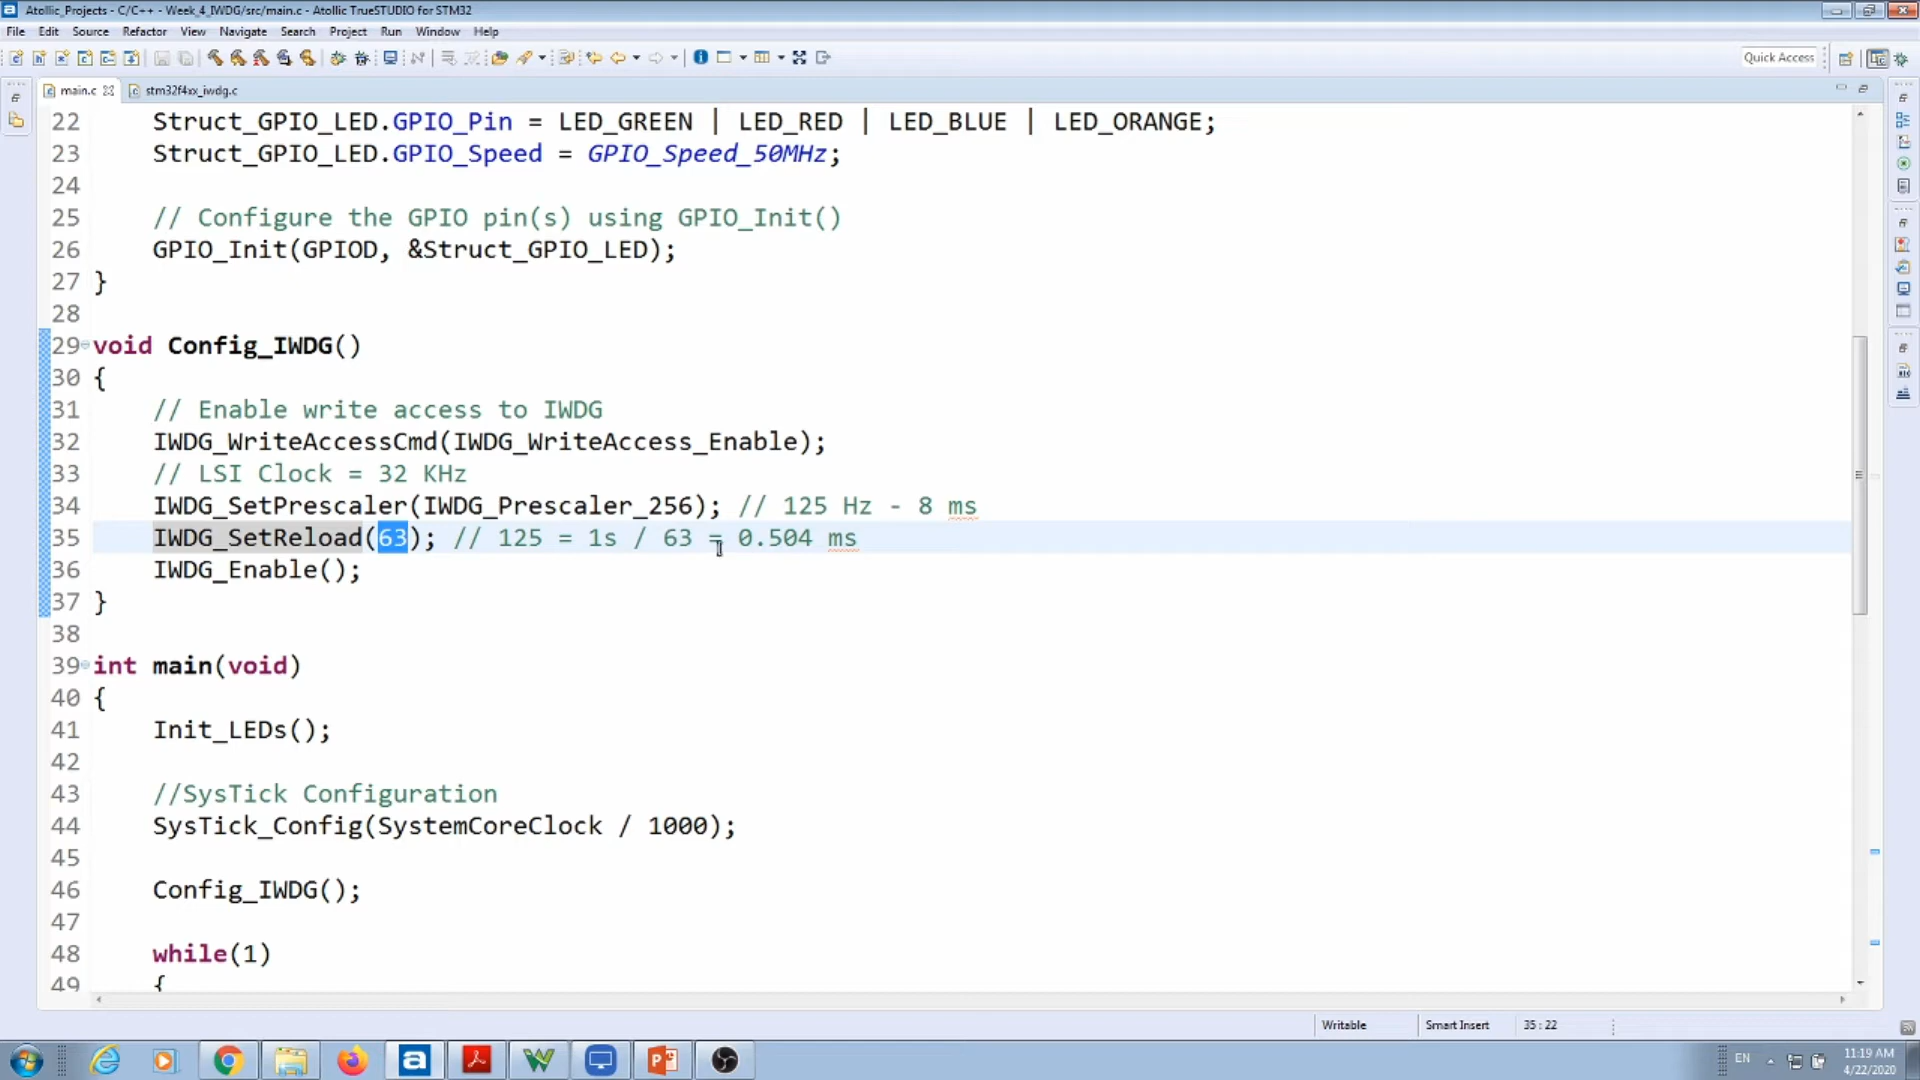 Atollic_Projects - C/C++ - Week_4_IWDG/src/main.c - Atollic TrueSTUDIO for STM32
File Edit Source Refactor View Navigate Search Project Run Window Help
Quick Access
main.c stm32f4xx_iwdg.c
22 Struct_GPIO_LED.GPIO_Pin = LED_GREEN | LED_RED | LED_BLUE | LED_ORANGE;
23 Struct_GPIO_LED.GPIO_Speed = GPIO_Speed_50MHz;
24
25 // Configure the GPIO pin(s) using GPIO_Init()
26 GPIO_Init(GPIOD, &Struct_GPIO_LED);
27 }
28
29 void Config_IWDG()
30 {
31 // Enable write access to IWDG
32 IWDG_WriteAccessCmd(IWDG_WriteAccess_Enable);
33 // LSI Clock = 32 KHz
34 IWDG_SetPrescaler(IWDG_Prescaler_256); // 125 Hz - 8 ms
35 IWDG_SetReload(63); // 125 = 1s / 63 = 0.504 ms
36 IWDG_Enable();
37 }
38
39 int main(void)
40 {
41 Init_LEDs();
42
43 //SysTick Configuration
44 SysTick_Config(SystemCoreClock / 1000);
45
46 Config_IWDG();
47
48 while(1)
49 {
Writable Smart Insert 35 : 22
EN 11:19 AM
4/22/2020